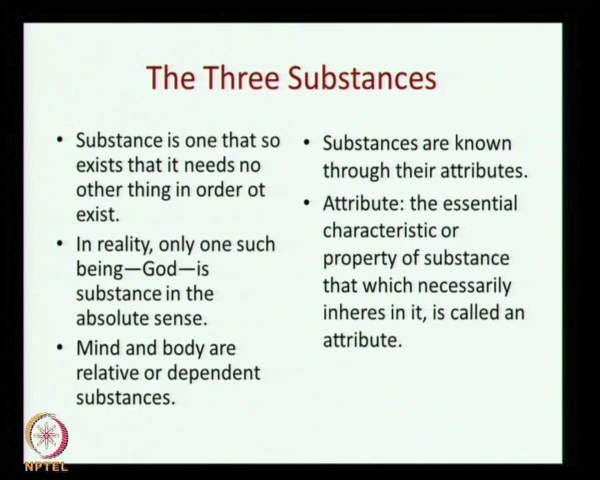 The Three Substances
• Substance is one that so
exists that it needs no
other thing in order ot
exist.
• In reality, only one such
being—God—is
substance in the
absolute sense.
• Mind and body are
relative or dependent
substances.
• Substances are known
through their attributes.
• Attribute: the essential
characteristic or
property of substance
that which necessarily
inheres in it, is called an
attribute.
NPTEL